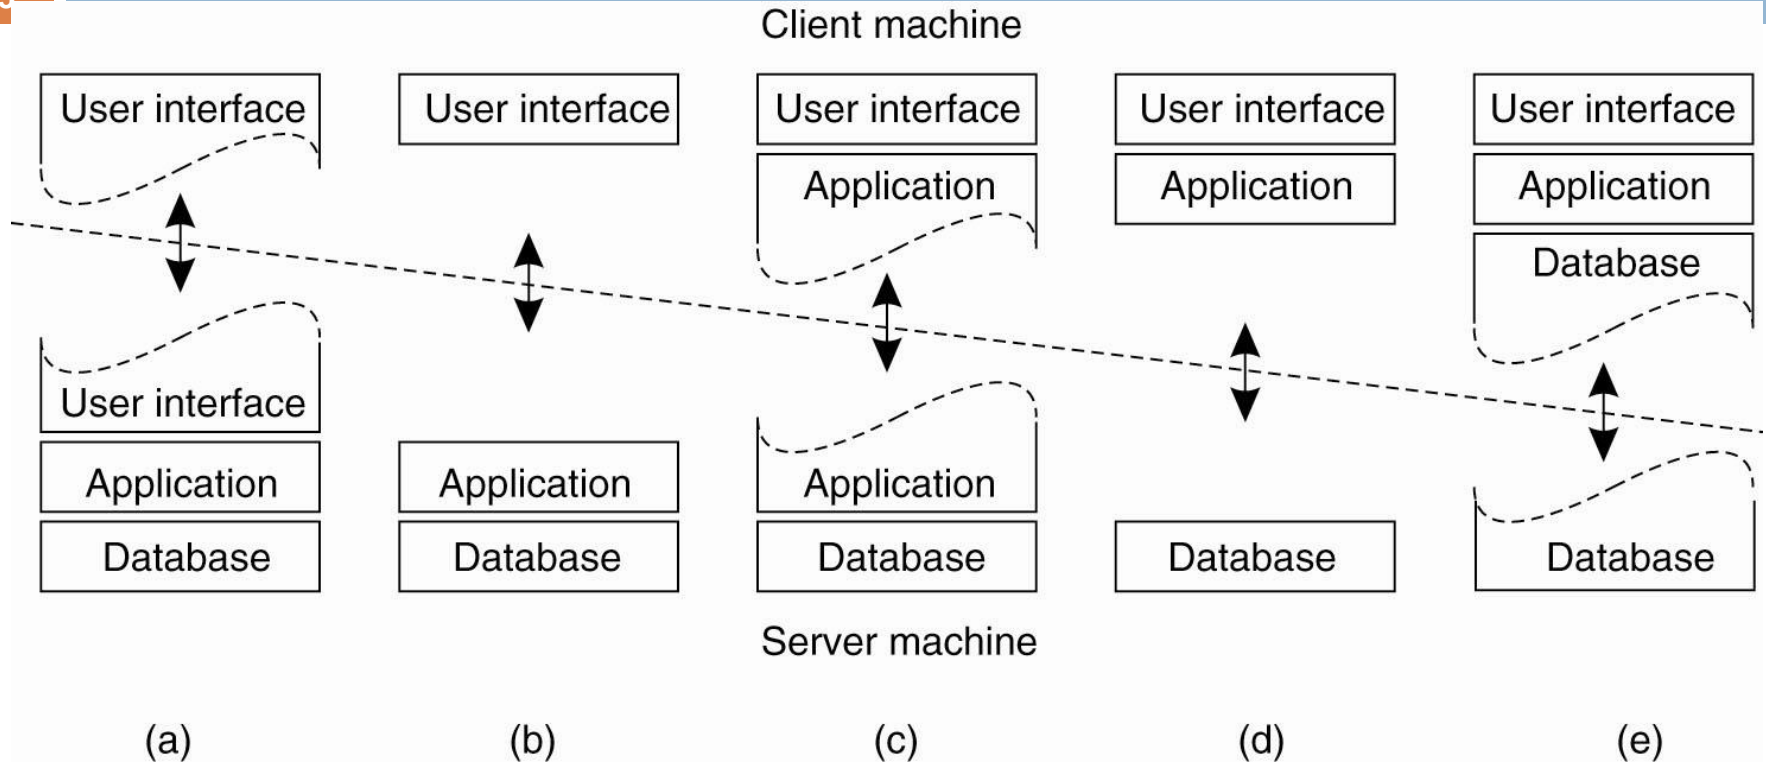 Client machine
User interface
User interface
User interface
User interface
User interface
Application
Application
Application
Database
User interface
Application
Application
Application
Database
Database
Database
Database
Database
Server machine
(a)
(b)
(c)
(d)
(e)